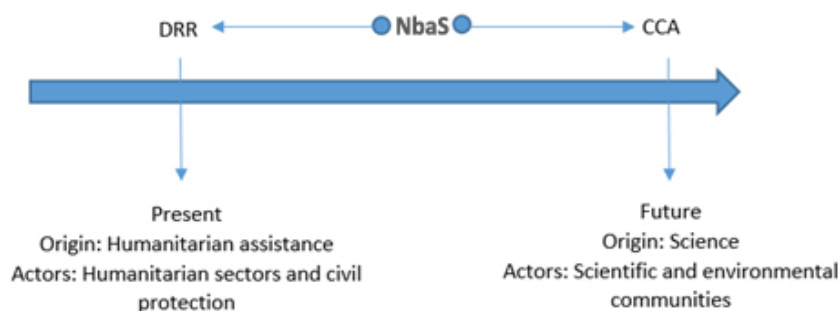 DRR NbaS CCA
Present
Origin: Humanitarian assistance
Actors: Humanitarian sectors and civil
protection
Future
Origin: Science
Actors: Scientific and environmental
communities